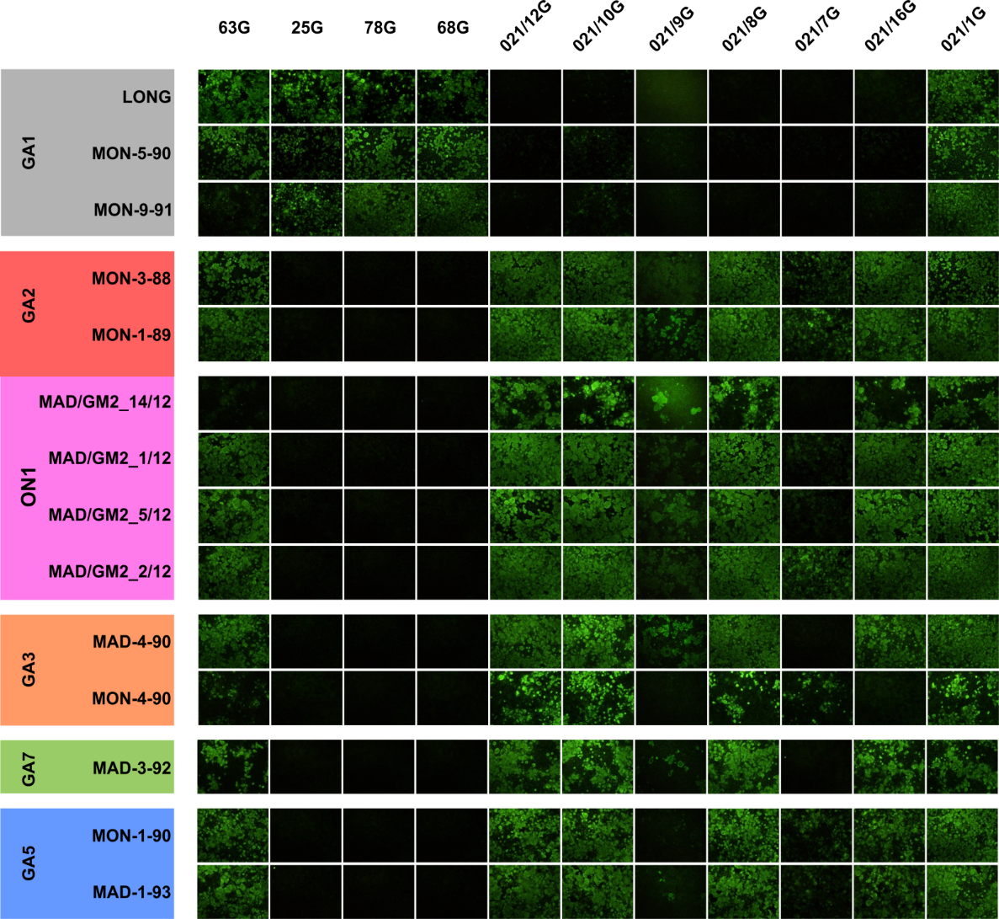 63G 25G 78G 68G 021/12G 021/10G 021/9G 021/8G 021/7G 021/16G 021/1G
GA1
LONG
MON-5-90
MON-9-91
GA2
MON-3-88
MON-1-89
ON1
MAD/GM2_14/12
MAD/GM2_1/12
MAD/GM2_5/12
MAD/GM2_2/12
GA3
MAD-4-90
MON-4-90
GA7
MAD-3-92
GA5
MON-1-90
MAD-1-93